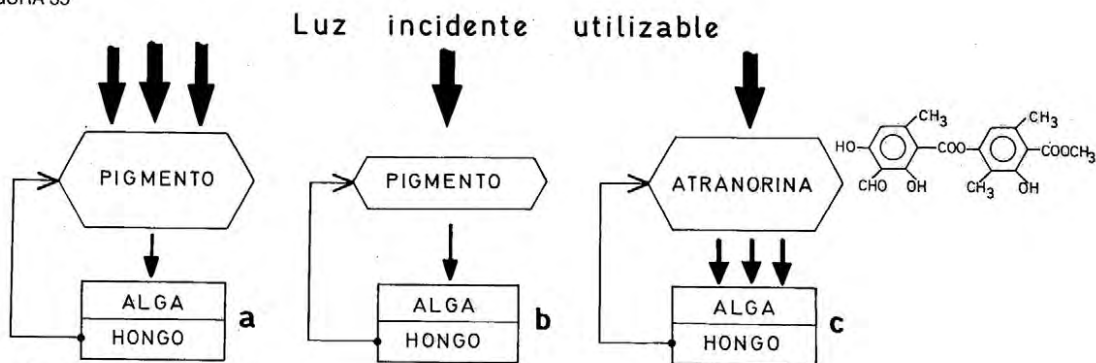 Luz incidente utilizable
PIGMENTO
ALGA
HONGO
a
PIGMENTO
ALGA
HONGO
b
ATRANORINA
ALGA
HONGO
c
CH3
HO
CHO
OH
COO
CH3
CH3
COOCH3
OH